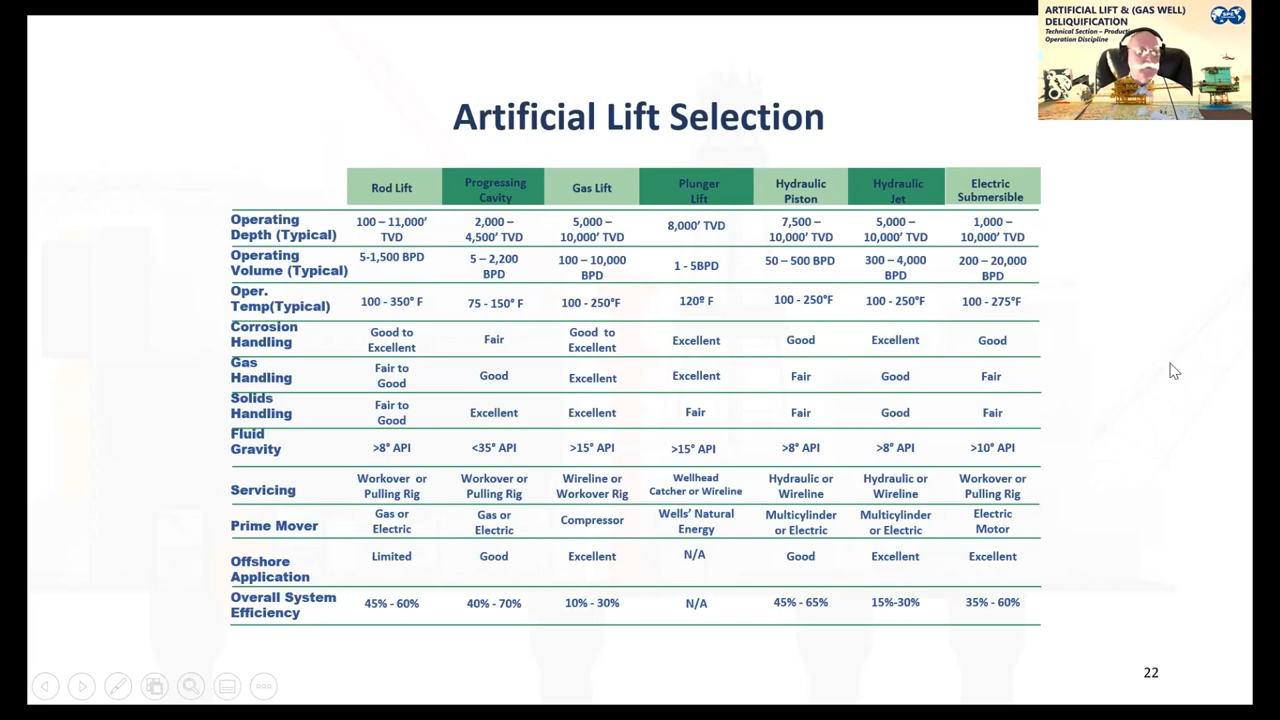 ARTIFICIAL LIFT & (GAS WELL)
DELIQUIFICATION
Technical Section – Producti
Operation Discipline
Artificial Lift Selection
Rod Lift Progressing Cavity Gas Lift Plunger Lift Hydraulic Piston Hydraulic Jet Electric Submersible
Operating Depth (Typical) 100 – 11,000’ TVD 2,000 – 4,500’ TVD 5,000 – 10,000’ TVD 8,000’ TVD 7,500 – 10,000’ TVD 5,000 – 10,000’ TVD 1,000 – 10,000’ TVD
Operating Volume (Typical) 5-1,500 BPD 5 – 2,200 BPD 100 – 10,000 BPD 1 - 5BPD 50 – 500 BPD 300 – 4,000 BPD 200 – 20,000 BPD
Oper. Temp(Typical) 100 - 350° F 75 - 150° F 100 - 250°F 120º F 100 - 250°F 100 - 250°F 100 - 275°F
Corrosion Handling Good to Excellent Fair Good to Excellent Excellent Good Excellent Good
Gas Handling Fair to Good Good Excellent Excellent Fair Good Fair
Solids Handling Fair to Good Excellent Excellent Fair Fair Good Fair
Fluid Gravity >8° API <35° API >15° API >15° API >8° API >8° API >10° API
Servicing Workover or Pulling Rig Workover or Pulling Rig Wireline or Workover Rig Wellhead Catcher or Wireline Hydraulic or Wireline Hydraulic or Wireline Workover or Pulling Rig
Prime Mover Gas or Electric Gas or Electric Compressor Wells’ Natural Energy Multicylinder or Electric Multicylinder or Electric Electric Motor
Offshore Application Limited Good Excellent N/A Good Excellent Excellent
Overall System Efficiency 45% - 60% 40% - 70% 10% - 30% N/A 45% - 65% 15%-30% 35% - 60%
22